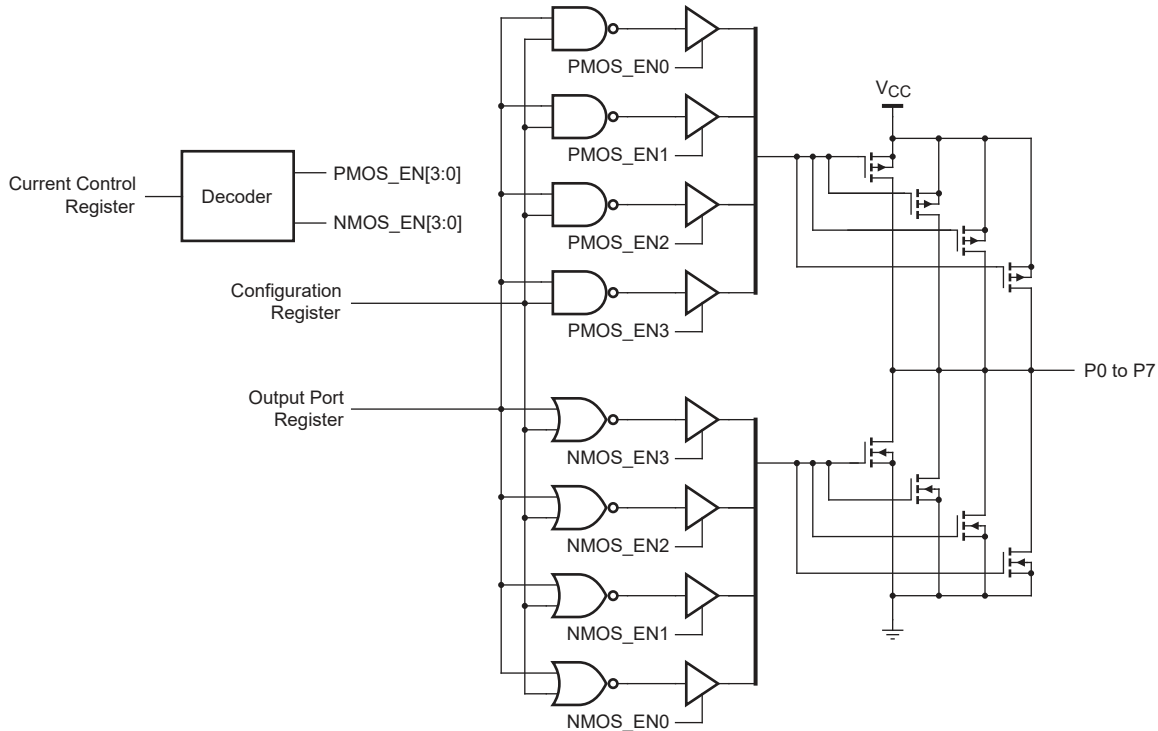 PMOS_EN0
V_CC
PMOS_EN1
Current Control
Register
Decoder
PMOS_EN[3:0]
NMOS_EN[3:0]
PMOS_EN2
Configuration
Register
PMOS_EN3
P0 to P7
Output Port
Register
NMOS_EN3
NMOS_EN2
NMOS_EN1
NMOS_EN0